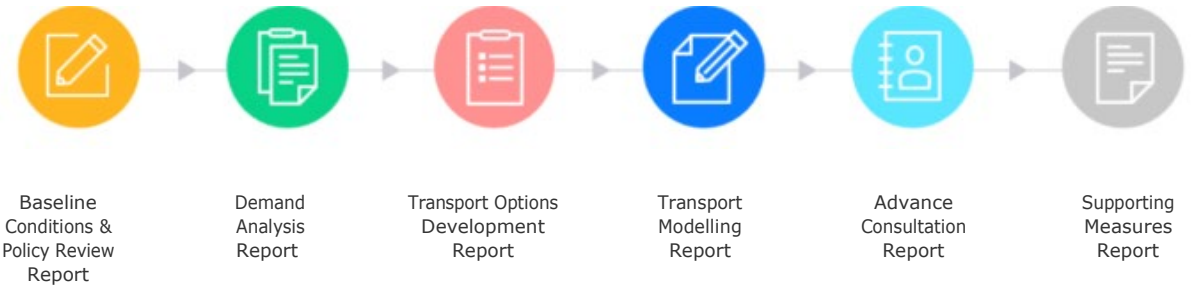 Baseline
Conditions &
Policy Review
Report
Demand
Analysis
Report
Transport Options
Development
Report
Transport
Modelling
Report
Advance
Consultation
Report
Supporting
Measures
Report